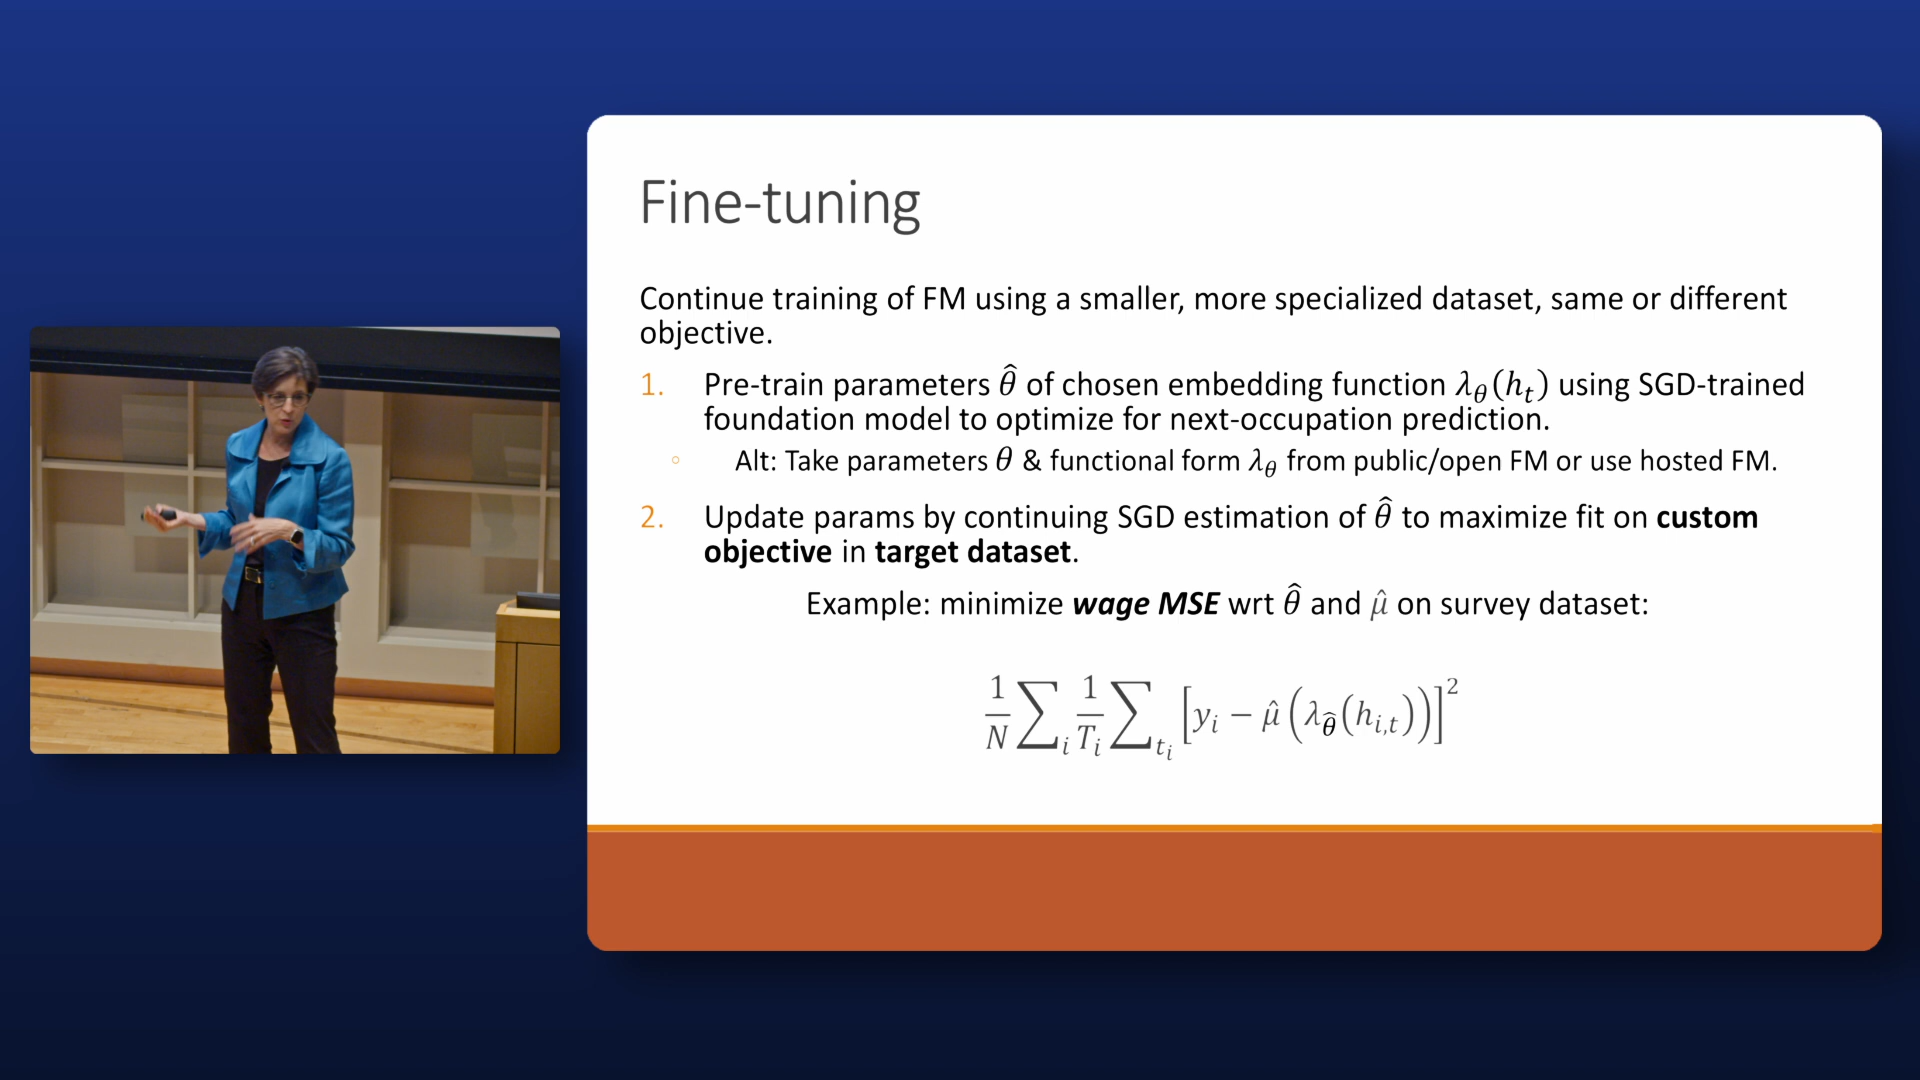 Fine-tuning
Continue training of FM using a smaller, more specialized dataset, same or different
objective.
1. Pre-train parameters θ̂ of chosen embedding function λ_θ(h_t) using SGD-trained
foundation model to optimize for next-occupation prediction.
◦ Alt: Take parameters θ & functional form λ_θ from public/open FM or use hosted FM.
2. Update params by continuing SGD estimation of θ̂ to maximize fit on custom
objective in target dataset.
Example: minimize wage MSE wrt θ̂ and μ̂ on survey dataset:
1/N ∑_i 1/T_i ∑_{t_i} [y_i − μ̂(λ_θ̂(h_{i,t}))]²